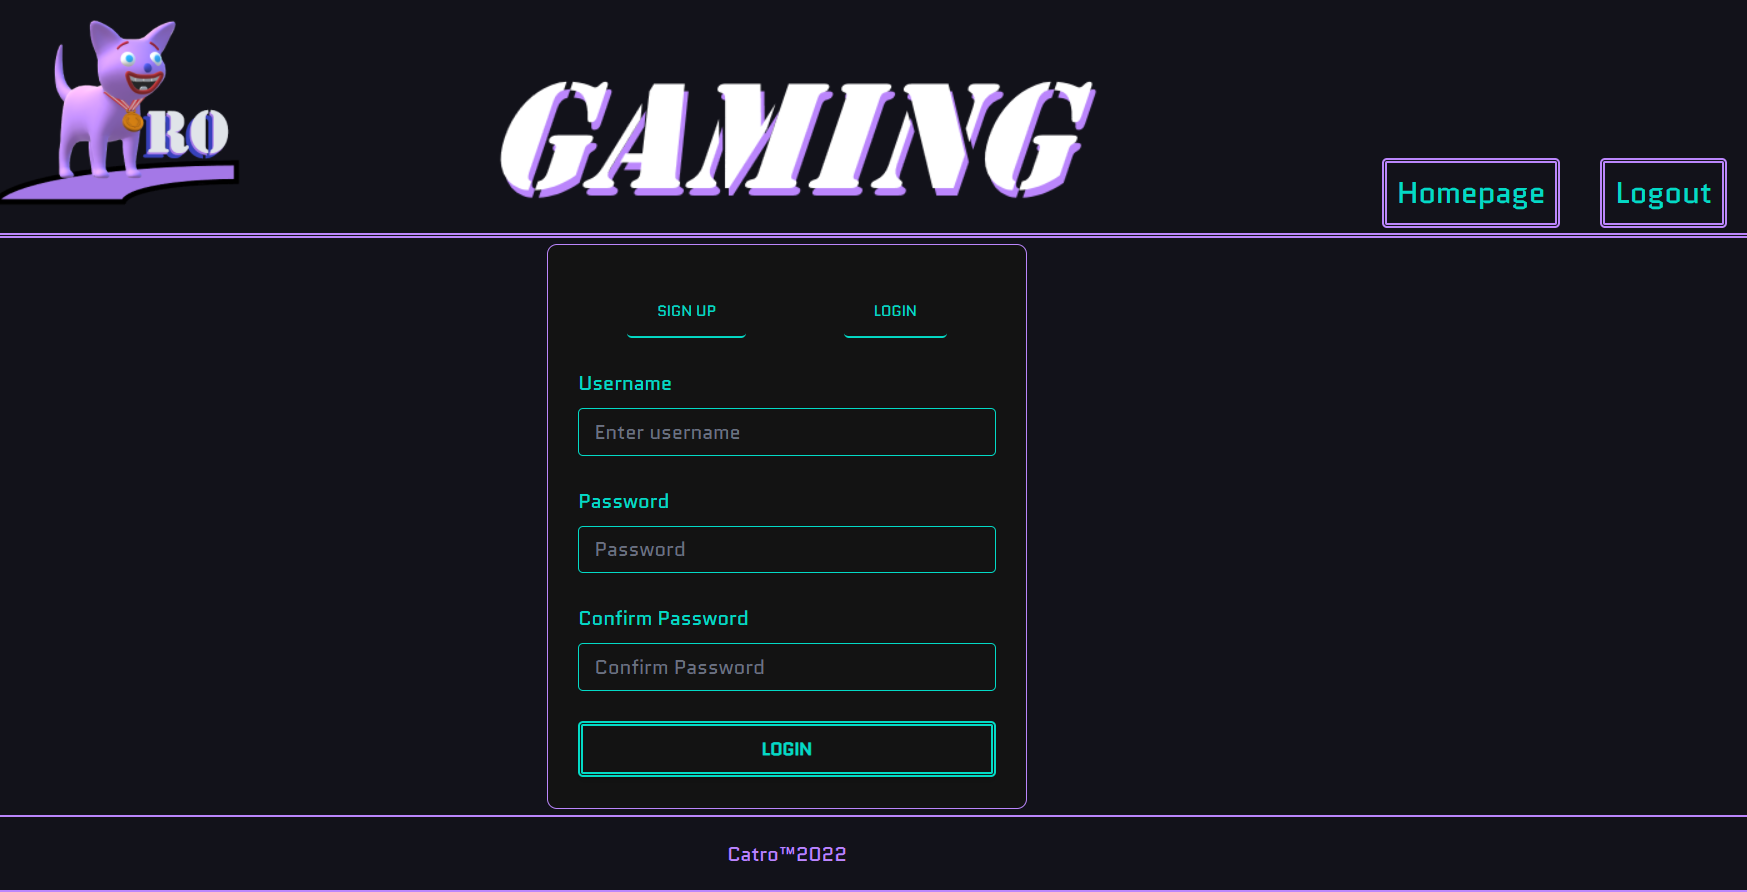 RO
GAMING
Homepage
Logout
SIGN UP
LOGIN
Username
Enter username
Password
Password
Confirm Password
Confirm Password
LOGIN
Catro™2022